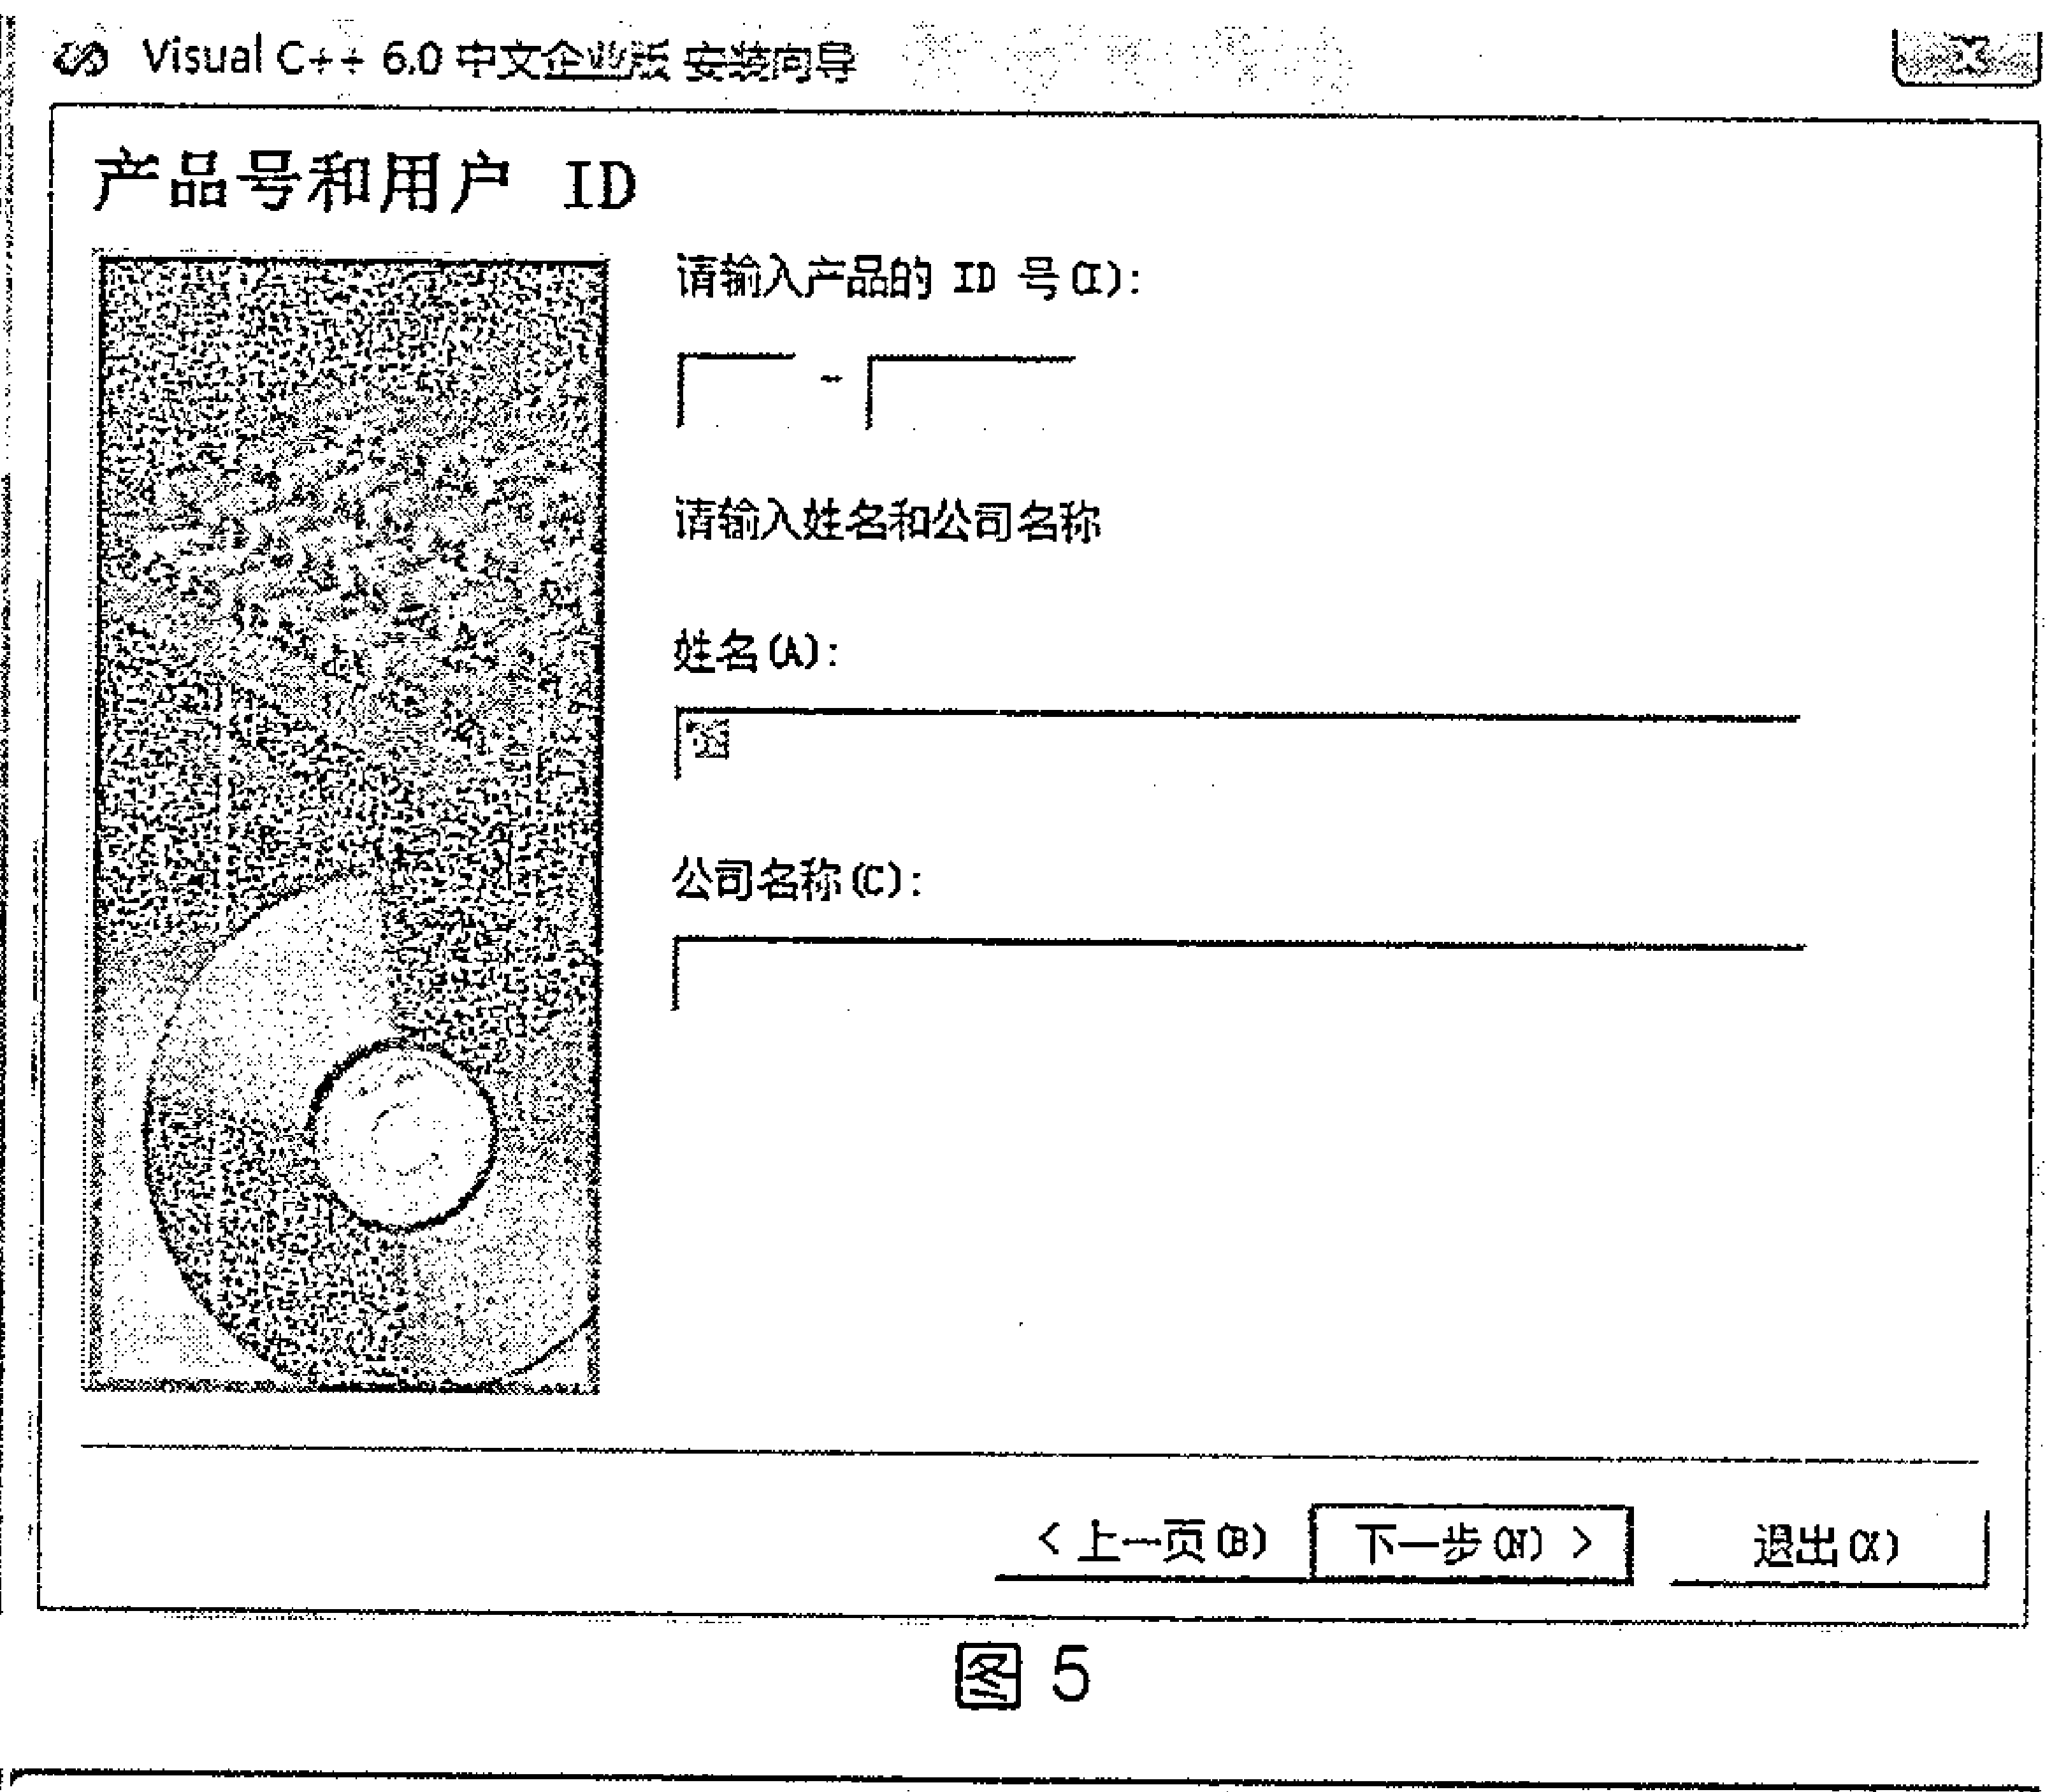 Visual C++ 6.0 中文企业版 安装向导
产品号和用户 ID
请输入产品的 ID 号(I):
-
请输入姓名和公司名称
姓名(A):
公司名称(C):
< 上一页(B) 下一步(N) > 退出(X)
图 5